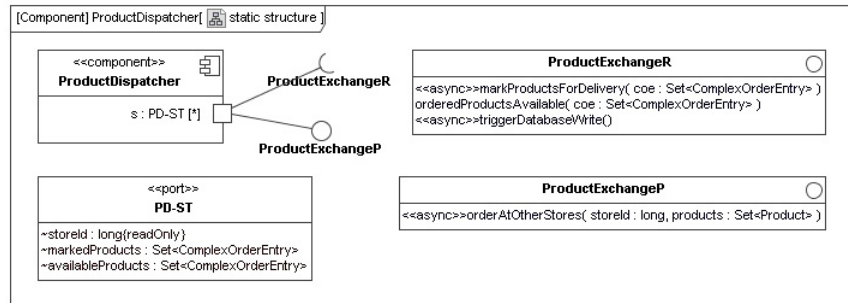 [Component] ProductDispatcher[ static structure ]
<<component>>
ProductDispatcher
s : PD-ST [*]
ProductExchangeR
ProductExchangeP
ProductExchangeR
<<async>>markProductsForDelivery( coe : Set<ComplexOrderEntry> )
orderedProductsAvailable( coe : Set<ComplexOrderEntry> )
<<async>>triggerDatabaseWrite()
<<port>>
PD-ST
~storeId : long{readOnly}
~markedProducts : Set<ComplexOrderEntry>
~availableProducts : Set<ComplexOrderEntry>
ProductExchangeP
<<async>>orderAtOtherStores( storeId : long, products : Set<Product> )